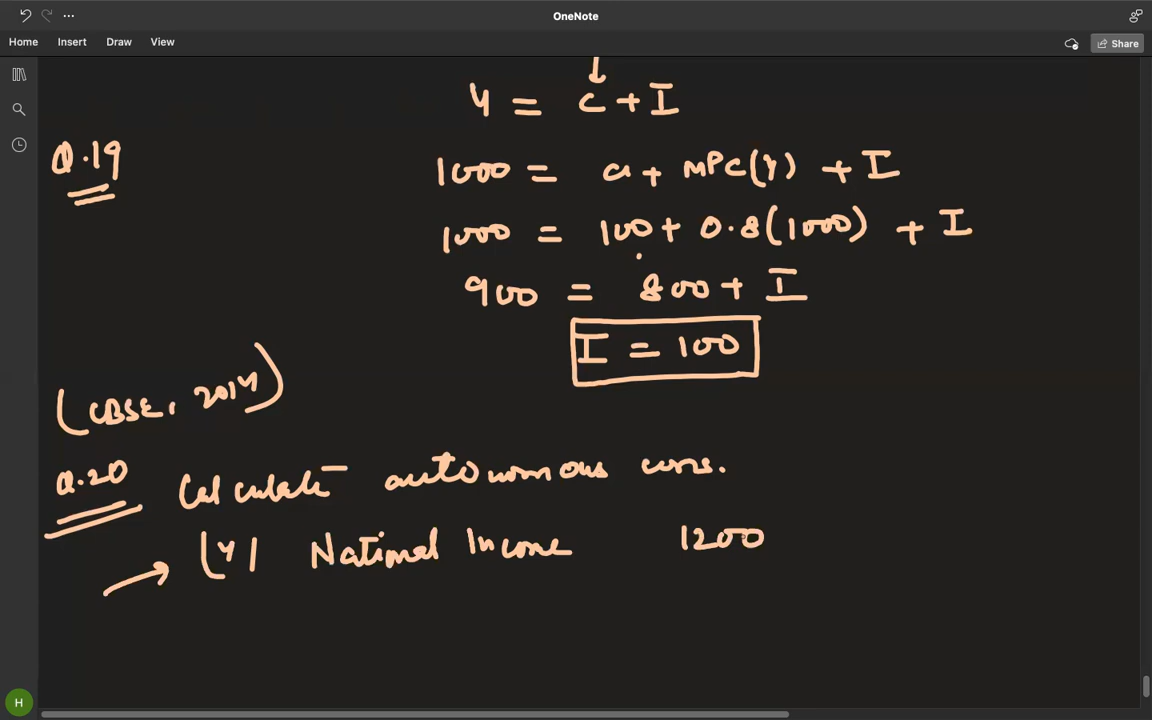 OneNote
Home Insert Draw View
Share
Y = C + I
Q.19
1000 = a + MPC(Y) + I
1000 = 100 + 0.8(1000) + I
900 = 800 + I
I = 100
(CBSE, 2014)
Q.20 Calculate autonomous cons.
(Y) National Income 1200
H